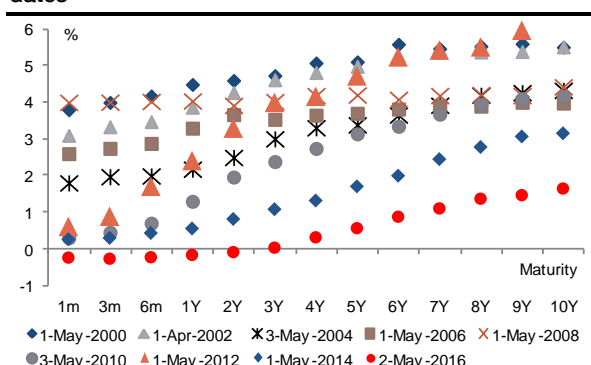 dates
%
6
5
4
3
2
1
0
-1
Maturity
1m 3m 6m 1Y 2Y 3Y 4Y 5Y 6Y 7Y 8Y 9Y 10Y
1-May-2000 1-Apr-2002 3-May-2004 1-May-2006 1-May-2008
3-May-2010 1-May-2012 1-May-2014 2-May-2016